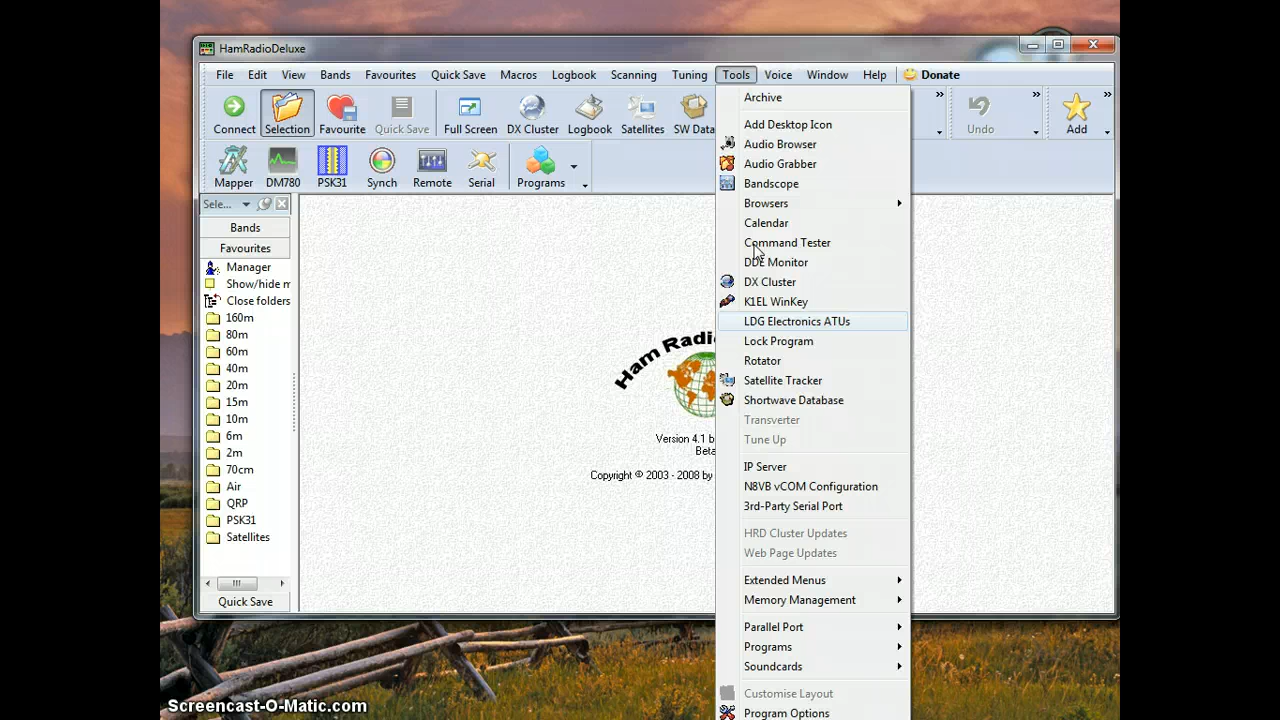 HamRadioDeluxe
File Edit View Bands Favourites Quick Save Macros Logbook Scanning Tuning Tools Voice Window Help Donate
Connect Selection Favourite Quick Save Full Screen DX Cluster Logbook Satellites SW Data Undo Add
Mapper DM780 PSK31 Synch Remote Serial Programs
Sele...
Bands
Favourites
Manager
Show/hide m
Close folders
160m
80m
60m
40m
20m
15m
10m
6m
2m
70cm
Air
QRP
PSK31
Satellites
Quick Save
Ham Radio
Version 4.1 b
Beta
Copyright © 2003 - 2008 by
Archive
Add Desktop Icon
Audio Browser
Audio Grabber
Bandscope
Browsers
Calendar
Command Tester
DDE Monitor
DX Cluster
K1EL WinKey
LDG Electronics ATUs
Lock Program
Rotator
Satellite Tracker
Shortwave Database
Transverter
Tune Up
IP Server
N8VB vCOM Configuration
3rd-Party Serial Port
HRD Cluster Updates
Web Page Updates
Extended Menus
Memory Management
Parallel Port
Programs
Soundcards
Customise Layout
Program Options
Screencast-O-Matic.com